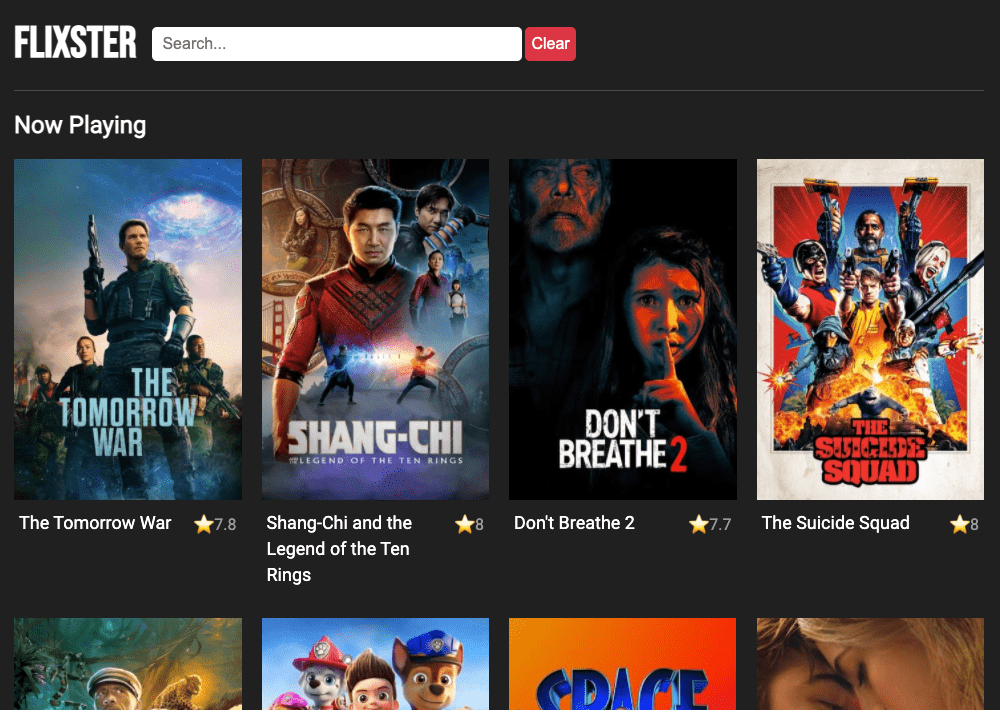 FLIXSTER
Search...
Clear
Now Playing
THE
TOMORROW
WAR
SHANG-CHI
AND THE LEGEND OF THE TEN RINGS
DON'T
BREATHE 2
THE
SUICIDE
SQUAD
The Tomorrow War
7.8
Shang-Chi and the
Legend of the Ten
Rings
8
Don't Breathe 2
7.7
The Suicide Squad
8
SPACE